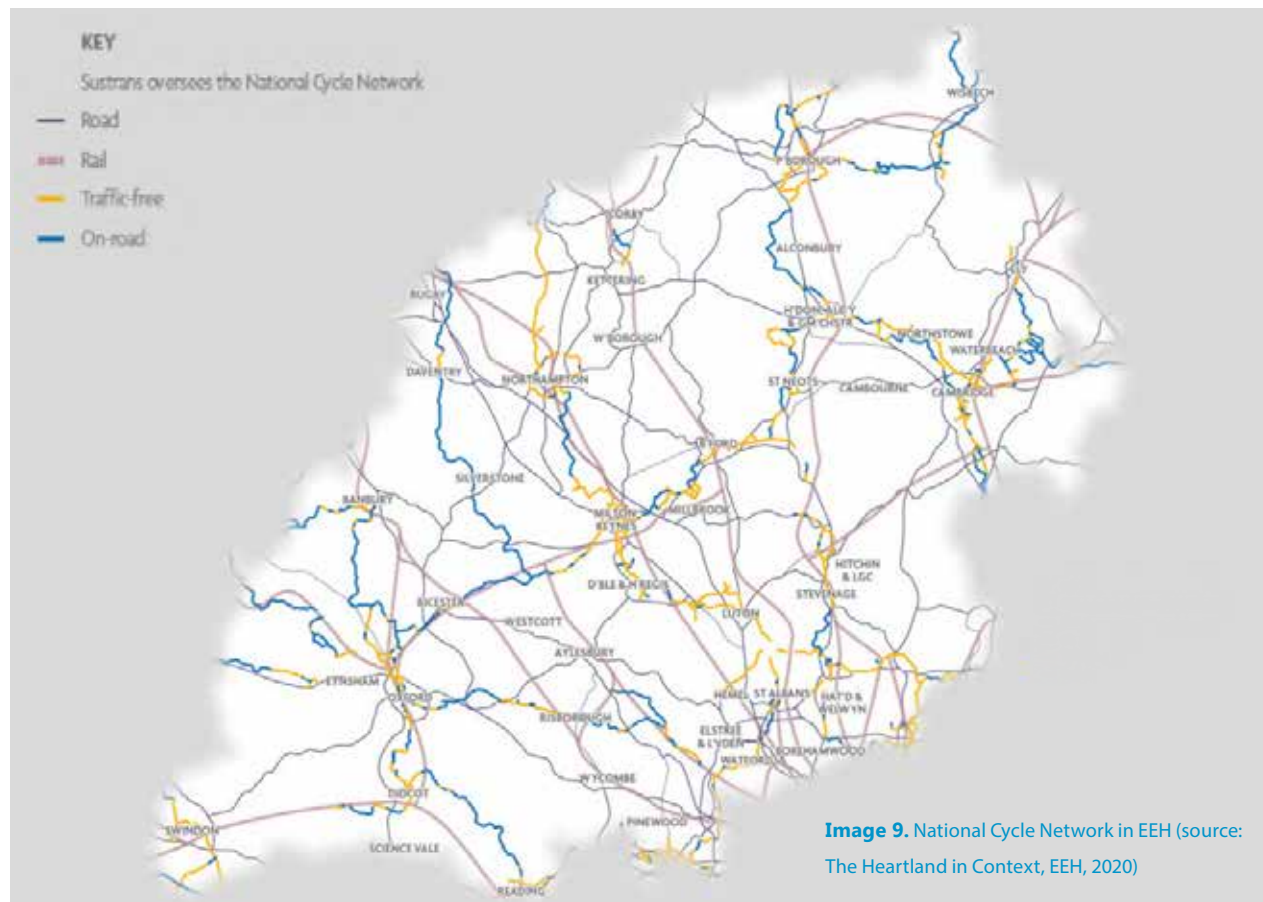 KEY
Sustrans oversees the National Cycle Network
Road
Rail
Traffic-free
On-road
WISBECH
P'BOROUGH
CORBY
ALCONBURY
ELY
KETTERING
RUGBY
H'DON-ALC'Y
& GM'CHSTR
NORTHSTOWE
W'BOROUGH
WATERBEACH
DAVENTRY
NORTHAMPTON
ST NEOTS
CAMBOURNE
CAMBRIDGE
BEDFORD
SILVERSTONE
BANBURY
MILTON
KEYNES
MILLBROOK
HITCHIN
& LGC
D'BLE & H REGIS
STEVENAGE
BICESTER
LUTON
WESTCOTT
AYLESBURY
EYNSHAM
OXFORD
HEMEL
ST ALBANS
HAT'D &
WELWYN
RISBOROUGH
ELSTREE
WATFORD
BOREHAMWOOD
WYCOMBE
DIDCOT
PINEWOOD
SWINDON
SCIENCE VALE
READING
Image 9. National Cycle Network in EEH (source:
The Heartland in Context, EEH, 2020)